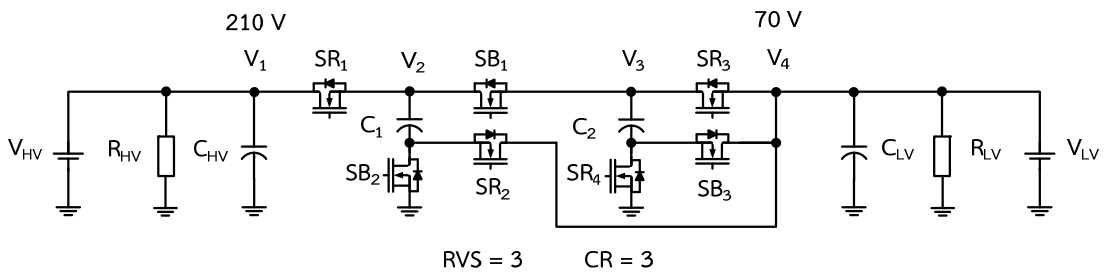 210 V 70 V
V1 SR1 V2 SB1 V3 SR3 V4
C1 C2
VHV RHV CHV SB2 SR2 SR4 SB3 CLV RLV VLV
RVS = 3 CR = 3